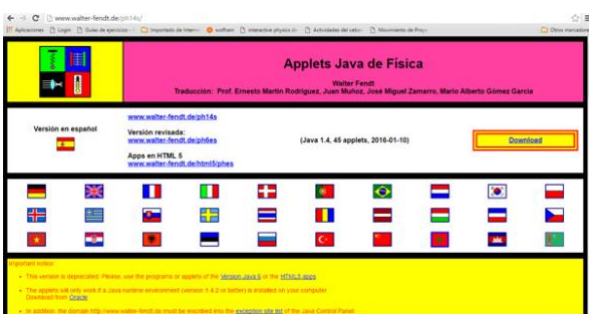 www.walter-fendt.de/ph14s/
Aplicaciones Login Guías de ejercicios - Importado de Intern wolfram interactive physics si Actividades del satu Movimiento de Proy Otros marcadores
Applets Java de Física
Walter Fendt
Traducción: Prof. Ernesto Martin Rodríguez, Juan Muñoz, José Miguel Zamarro, Mario Alberto Gómez García
Versión en español
www.walter-fendt.de/ph14s
Versión revisada:
www.walter-fendt.de/ph6es
Apps en HTML 5
www.walter-fendt.de/html5/phes
(Java 1.4, 45 applets, 2016-01-10)
Download
Important notice
This version is deprecated. Please, use the programs or applets of the Version Java 6 or the HTML5 apps.
The applets will only work if a Java runtime environment (version 1.4.2 or better) is installed on your computer.
Download from Oracle
In addition, the domain http://www.walter-fendt.de must be inscribed into the exception site list of the Java Control Panel.